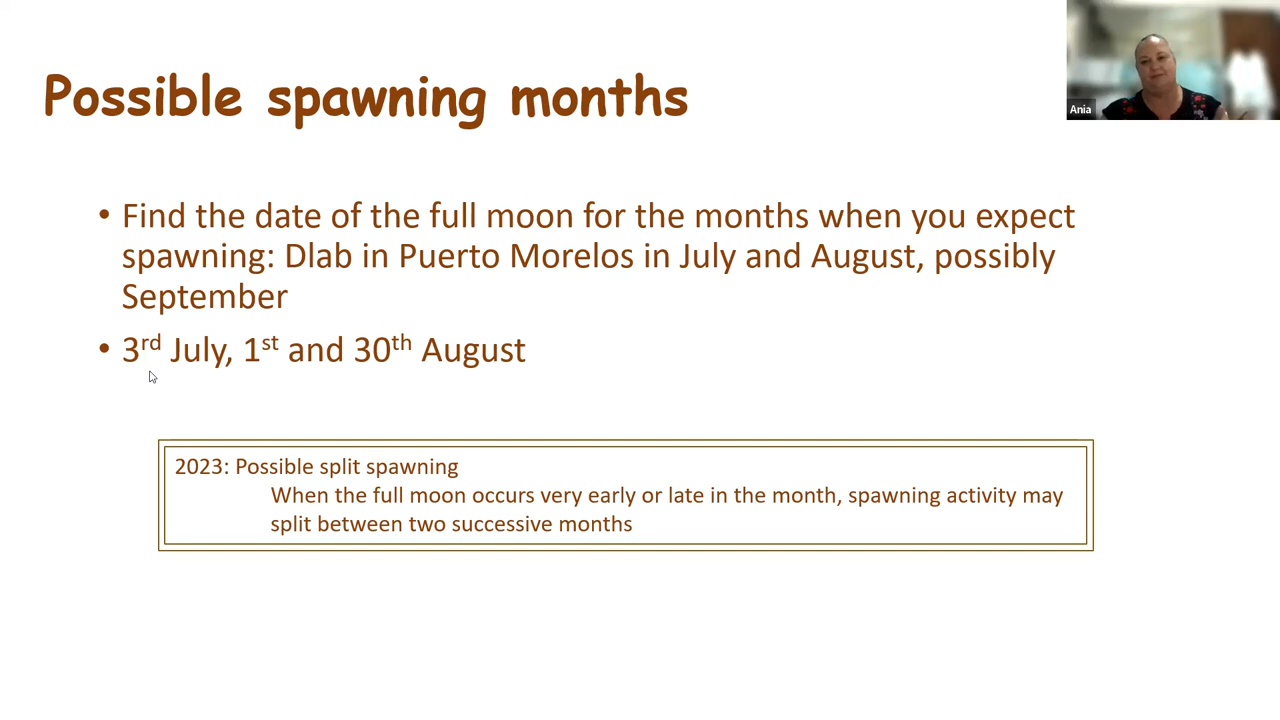 Possible spawning months
Ania
• Find the date of the full moon for the months when you expect
spawning: Dlab in Puerto Morelos in July and August, possibly
September
• 3rd July, 1st and 30th August
2023: Possible split spawning
When the full moon occurs very early or late in the month, spawning activity may
split between two successive months